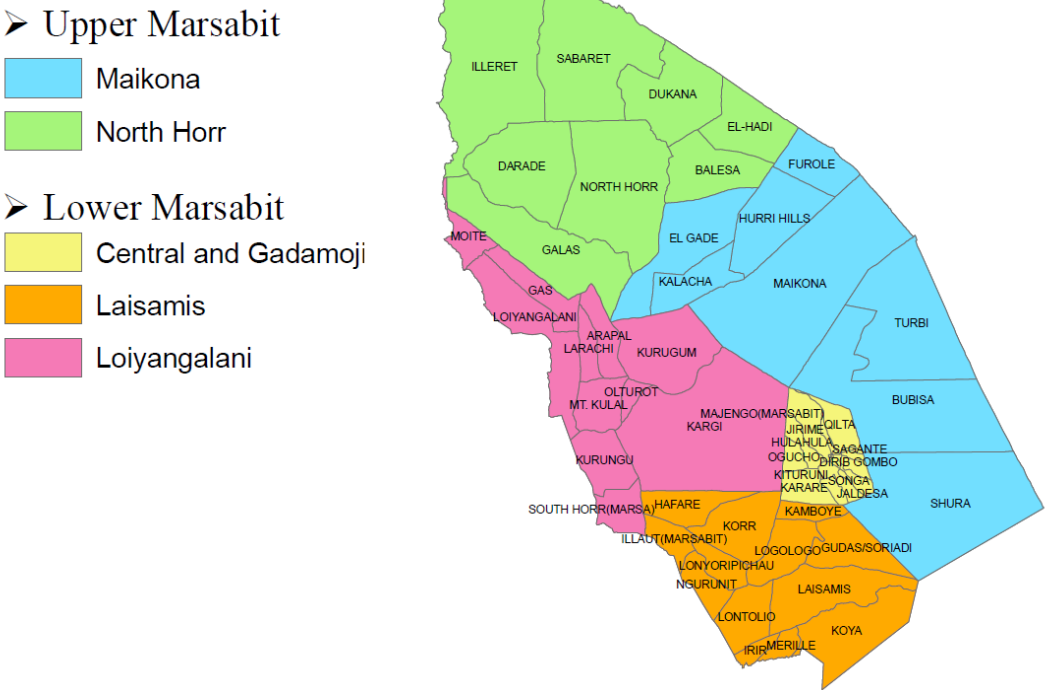 ➢ Upper Marsabit
Maikona
North Horr
➢ Lower Marsabit
Central and Gadamoji
Laisamis
Loiyangalani
ILLERET
SABARET
DUKANA
EL-HADI
FUROLE
DARADE
NORTH HORR
BALESA
HURRI HILLS
MOITE
GALAS
EL GADE
KALACHA
MAIKONA
GAS
LOIYANGALANI
ARAPAL
LARACHI
KURUGUM
TURBI
OLTUROT
MT. KULAL
MAJENGO(MARSABIT)
KARGI
BUBISA
JIRIME
QILTA
HULAHULA
SAGANTE
OGUCHO
DIRIB GOMBO
KURUNGU
KITURUNI
SONGA
KARARE
JALDESA
SHURA
SOUTH HORR(MARSA)
HAFARE
KAMBOYE
KORR
ILLAUT(MARSABIT)
LOGOLOGO
GUDAS/SORIADI
LONYORIPICHAU
NGURUNIT
LAISAMIS
LONTOLIO
KOYA
IRIR
MERILLE